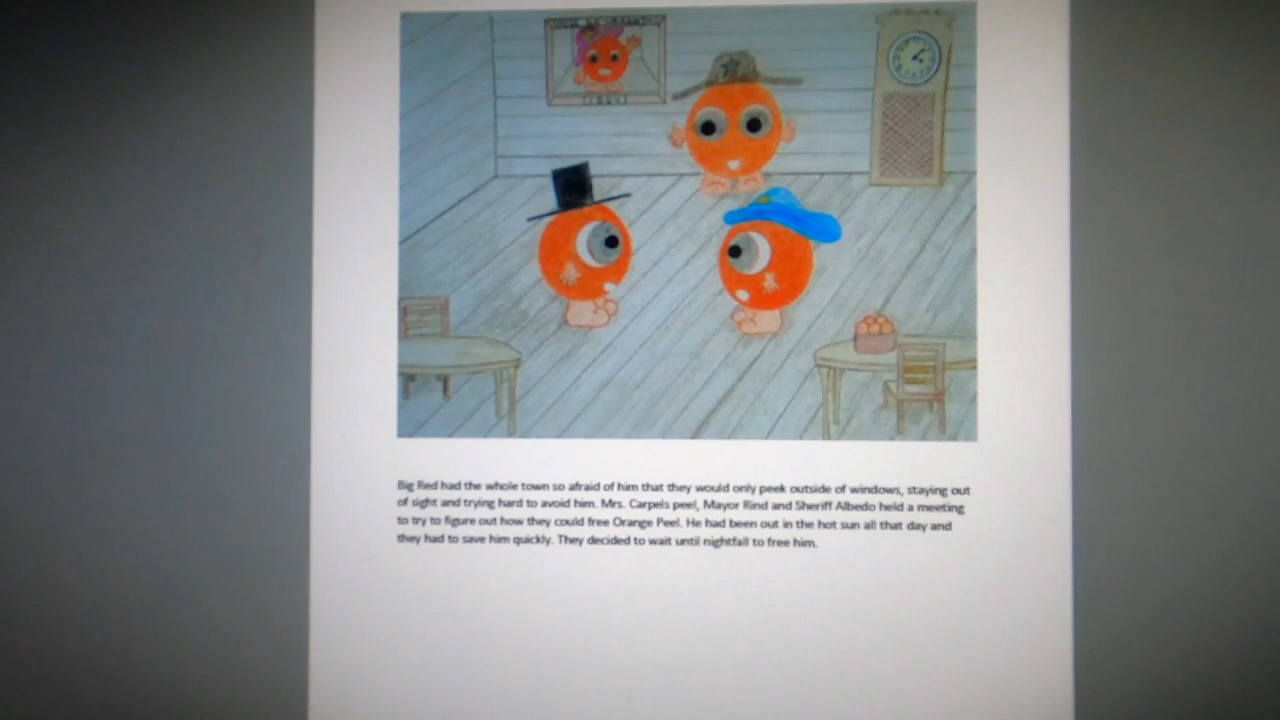 Big Red had the whole town so afraid of him that they would only peek outside of windows, staying out
of sight and trying hard to avoid him. Mrs. Carpels peel, Mayor Rind and Sheriff Albedo held a meeting
to try to figure out how they could free Orange Peel. He had been out in the hot sun all that day and
they had to save him quickly. They decided to wait until nightfall to free him.